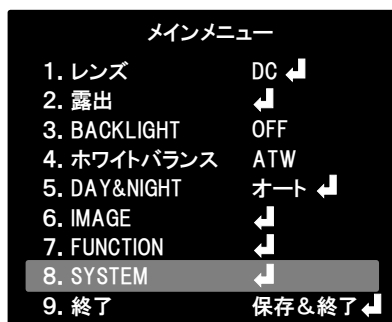 メインメニュー
1. レンズ DC ↲
2. 露出 ↲
3. BACKLIGHT OFF
4. ホワイトバランス ATW
5. DAY&NIGHT オート ↲
6. IMAGE ↲
7. FUNCTION ↲
8. SYSTEM ↲
9. 終了 保存&終了↲